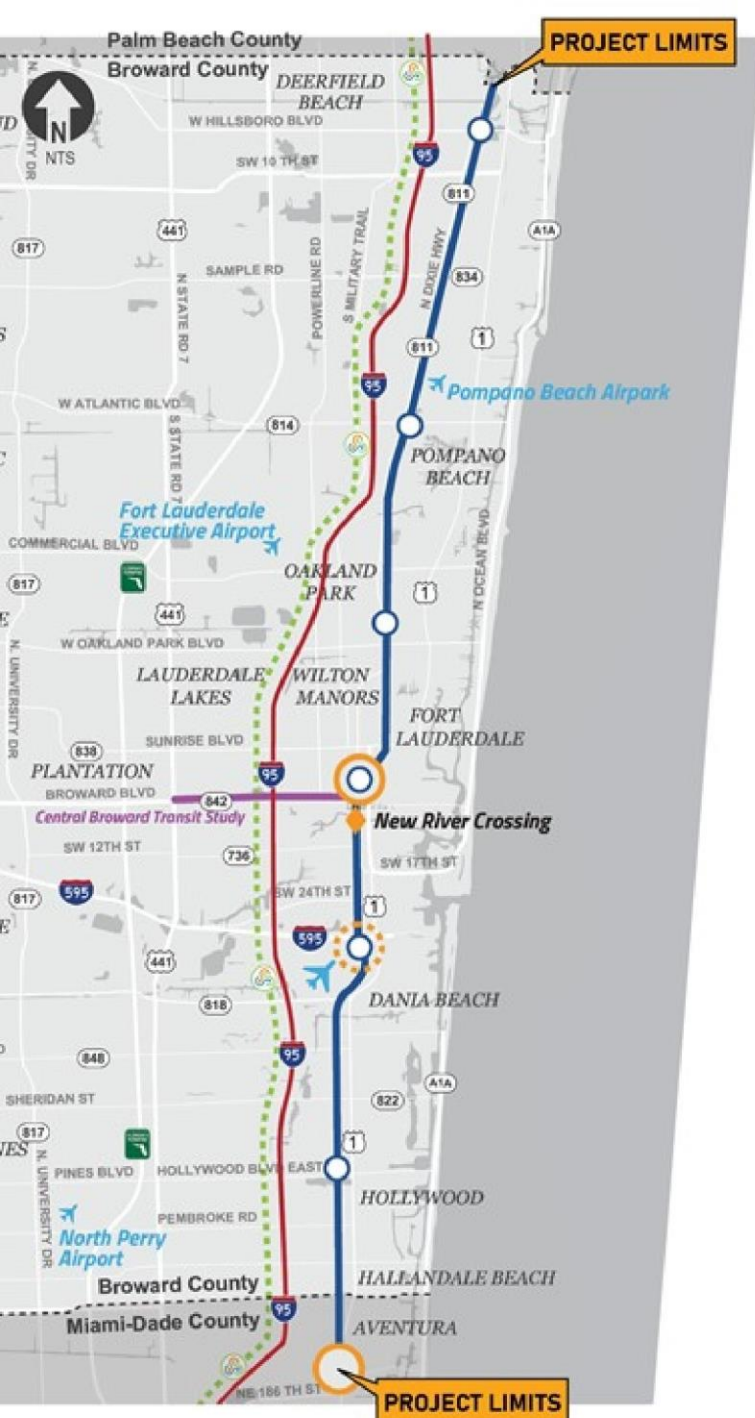 PROJECT LIMITS
Palm Beach County
Broward County
DEERFIELD
BEACH
W HILLSBORO BLVD
N
NTS
95
SW 10 TH ST
811
441
A1A
817
SAMPLE RD
834
N STATE RD 7
POWERLINE RD
S MILITARY TRAIL
N DIXIE HWY
1
811
95
Pompano Beach Airpark
W ATLANTIC BLVD
814
S STATE RD 7
POMPANO
BEACH
Fort Lauderdale
Executive Airport
COMMERCIAL BLVD
N OCEAN BLVD
OAKLAND
PARK
817
1
441
W OAKLAND PARK BLVD
N. UNIVERSITY DR
LAUDERDALE
LAKES
WILTON
MANORS
FORT
LAUDERDALE
SUNRISE BLVD
838
PLANTATION
95
BROWARD BLVD
842
Central Broward Transit Study
New River Crossing
SW 12TH ST
736
SW 17TH ST
595
817
SW 24TH ST
1
595
441
DANIA BEACH
818
95
848
A1A
SHERIDAN ST
822
817
1
PINES BLVD
HOLLYWOOD BLVD EAST
N. UNIVERSITY DR
HOLLYWOOD
PEMBROKE RD
North Perry
Airport
HALLANDALE BEACH
Broward County
95
Miami-Dade County
AVENTURA
NE 186 TH ST
PROJECT LIMITS